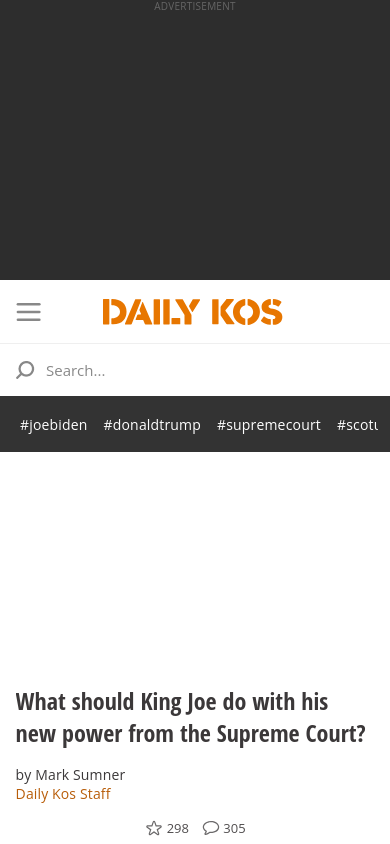 ADVERTISEMENT
DAILY KOS
Search...
#joebiden #donaldtrump #supremecourt
What should King Joe do with his
new power from the Supreme Court?
by Mark Sumner
Daily Kos Staff
298 305